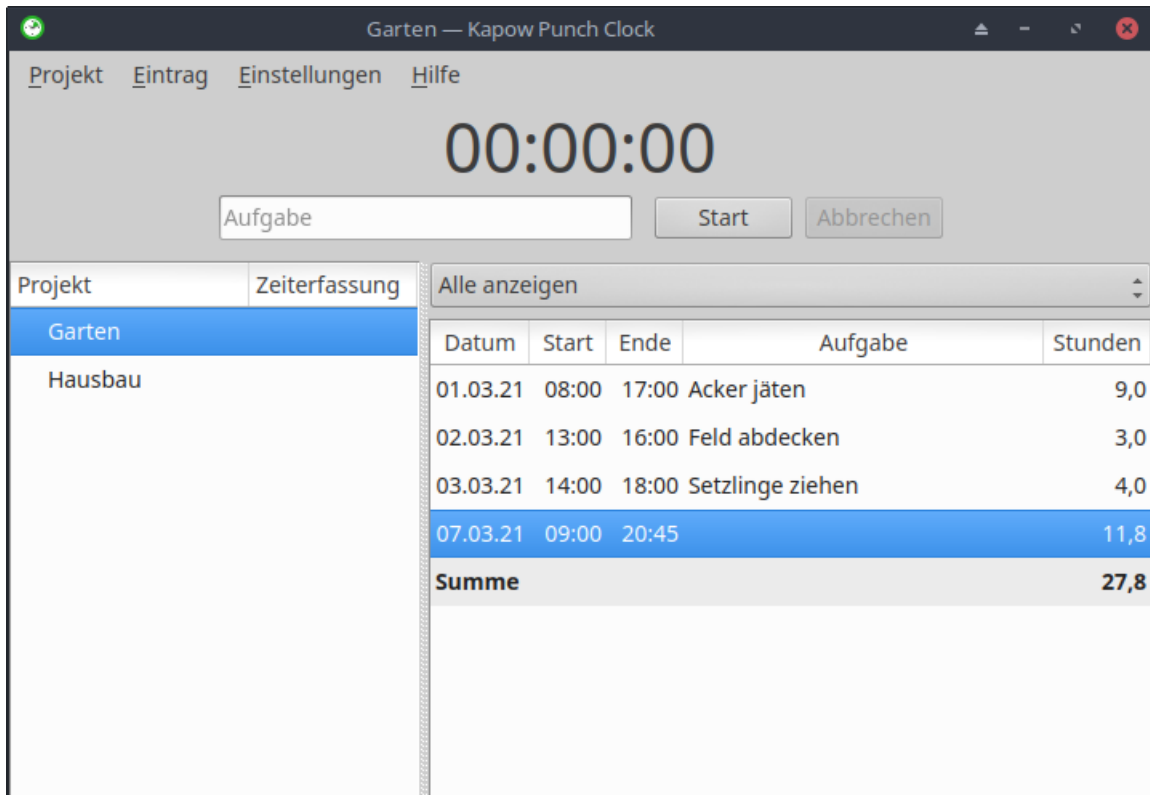 Garten — Kapow Punch Clock
Projekt Eintrag Einstellungen Hilfe
00:00:00
Aufgabe Start Abbrechen
Projekt Zeiterfassung Alle anzeigen
Garten
Hausbau
Datum Start Ende Aufgabe Stunden
01.03.21 08:00 17:00 Acker jäten 9,0
02.03.21 13:00 16:00 Feld abdecken 3,0
03.03.21 14:00 18:00 Setzlinge ziehen 4,0
07.03.21 09:00 20:45 11,8
Summe 27,8